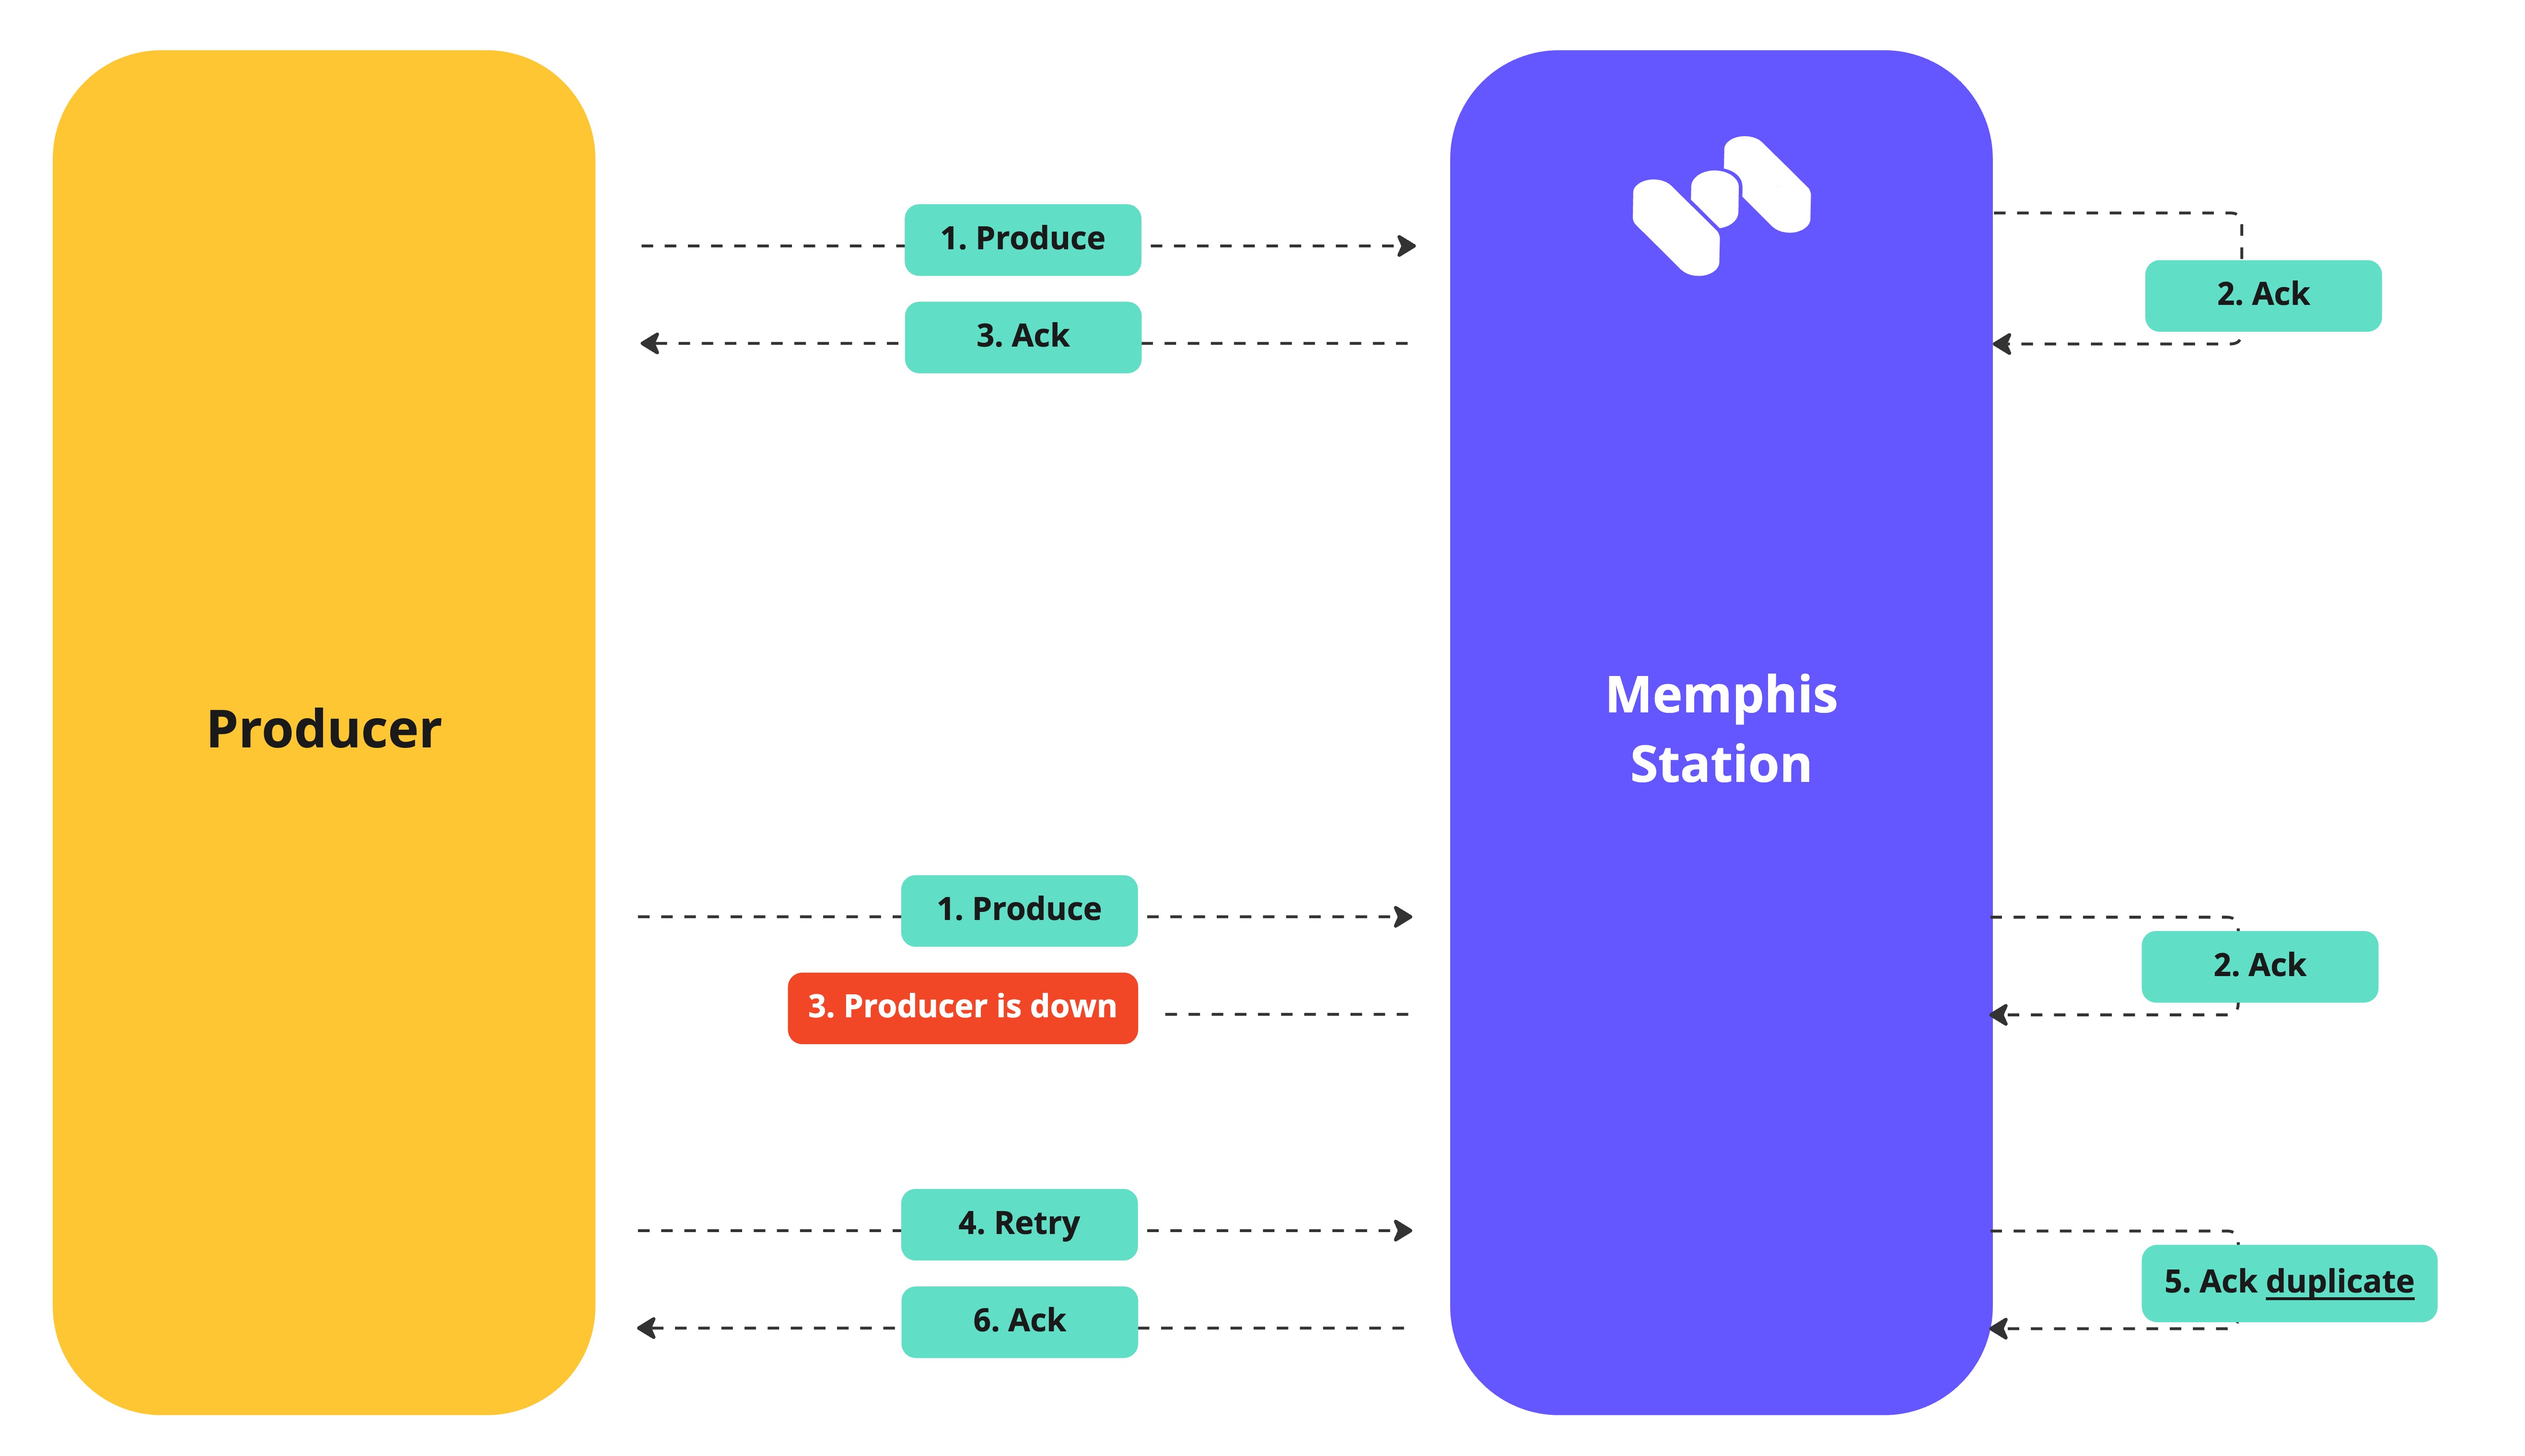 1. Produce
2. Ack
3. Ack
Producer
Memphis
Station
1. Produce
2. Ack
3. Producer is down
4. Retry
5. Ack duplicate
6. Ack